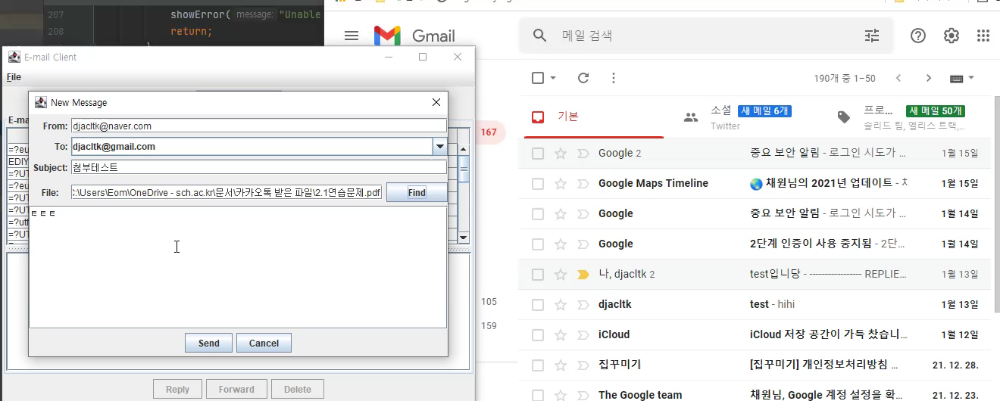 207 showError( message: "Unable
208 return;
E-mail Client
File
E-ma
=?eu
EDIY
=?UT
=?eu
=?UT
=?UT
=?utf
=?UT
New Message
From: djacltk@naver.com
To: djacltk@gmail.com
Subject: 첨부테스트
File: C:\Users\Eom\OneDrive - sch.ac.kr\문서\카카오톡 받은 파일\2.1연습문제.pdf Find
ㅌㅌㅌ
Send Cancel
Reply Forward Delete
Gmail
메일 검색
190개 중 1–50
167
105
159
기본
소셜 새 메일 6개
Twitter
프로... 새 메일 50개
슬리드 팀, 엘리스 트랙,...
Google 2 중요 보안 알림 - 로그인 시도가 ... 1월 15일
Google Maps Timeline 🌏 채원님의 2021년 업데이트 - ㅊ 1월 15일
Google 중요 보안 알림 - 로그인 시도가 ... 1월 14일
Google 2단계 인증이 사용 중지됨 - 2단... 1월 14일
나, djacltk 2 test입니당 - ----------------- REPLIE... 1월 13일
djacltk test - hihi 1월 13일
iCloud iCloud 저장 공간이 가득 찼습니... 1월 12일
집꾸미기 [집꾸미기] 개인정보처리방침 ... 21. 12. 28.
The Google team 채원님, Google 계정 설정을 확... 21. 12. 23.